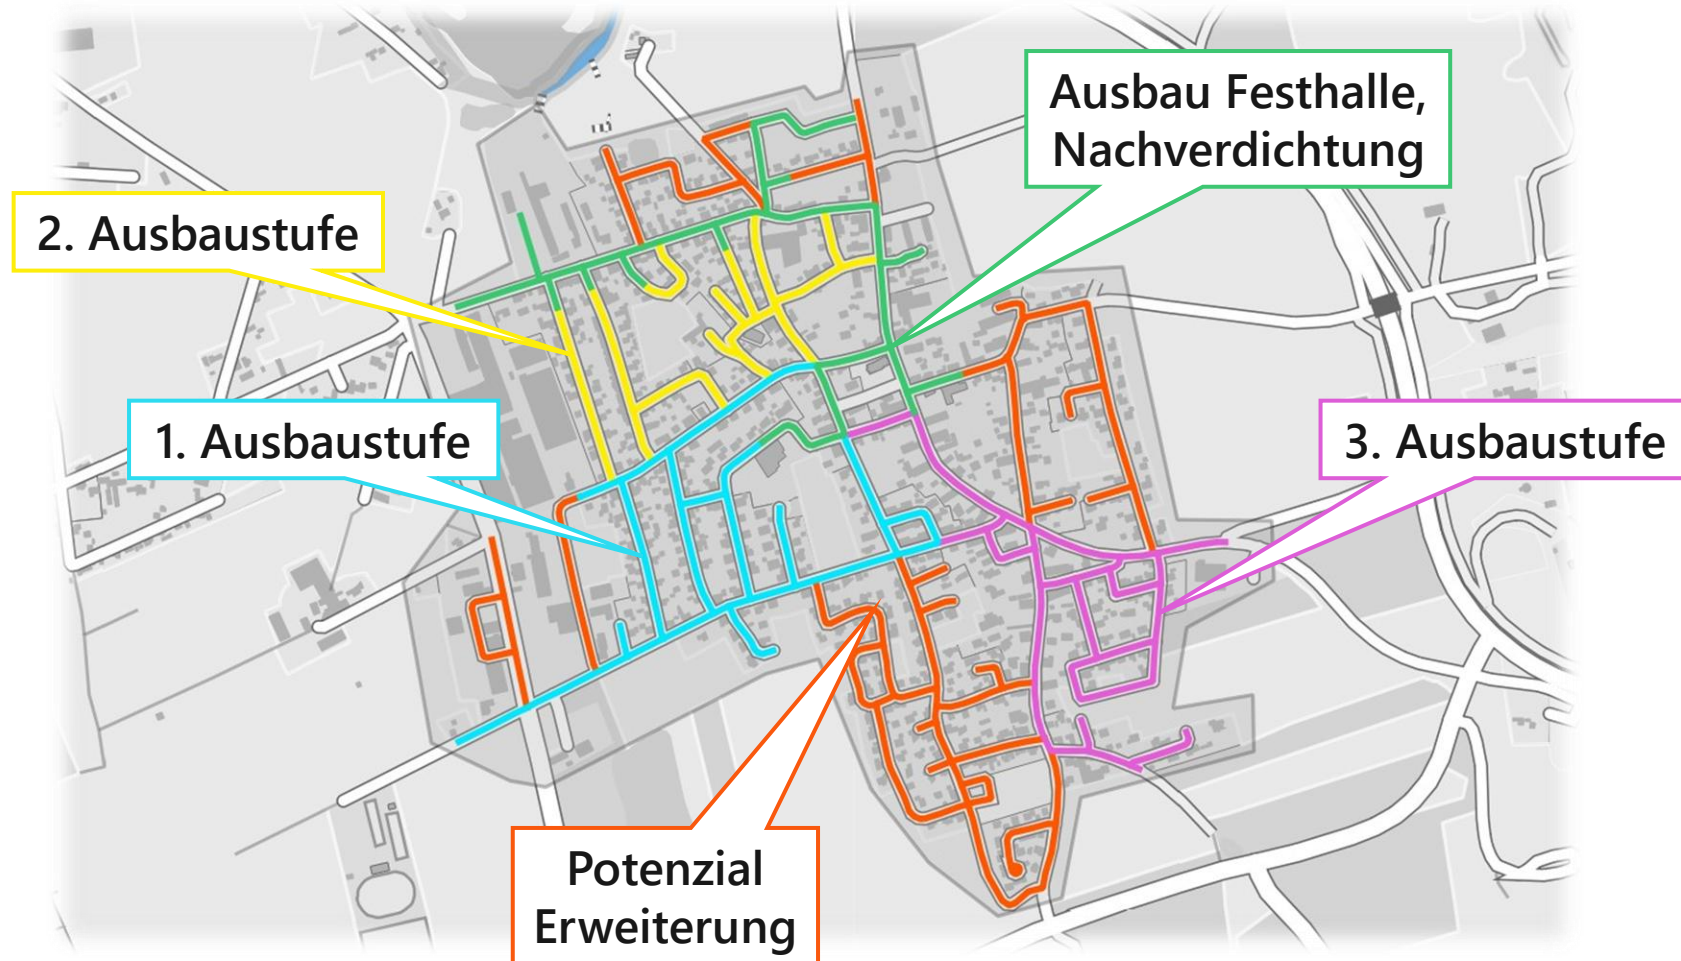 Ausbau Festhalle,
Nachverdichtung
2. Ausbaustufe
1. Ausbaustufe
3. Ausbaustufe
Potenzial
Erweiterung